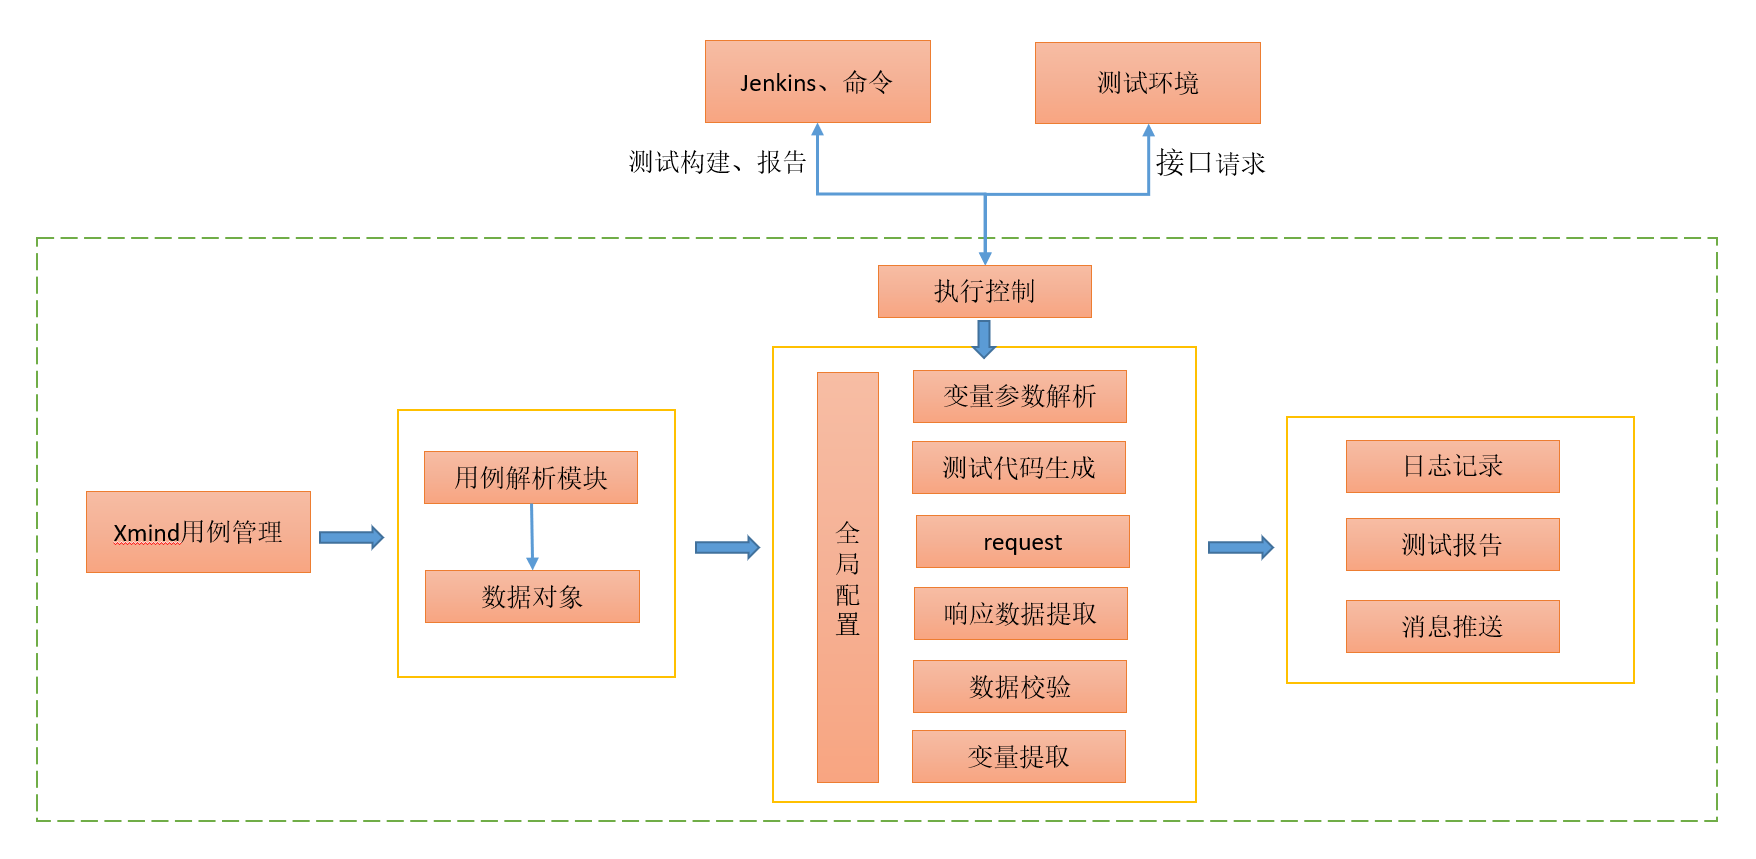 Jenkins、命令
测试环境
测试构建、报告
接口请求
执行控制
Xmind用例管理
用例解析模块
数据对象
全局配置
变量参数解析
测试代码生成
request
响应数据提取
数据校验
变量提取
日志记录
测试报告
消息推送